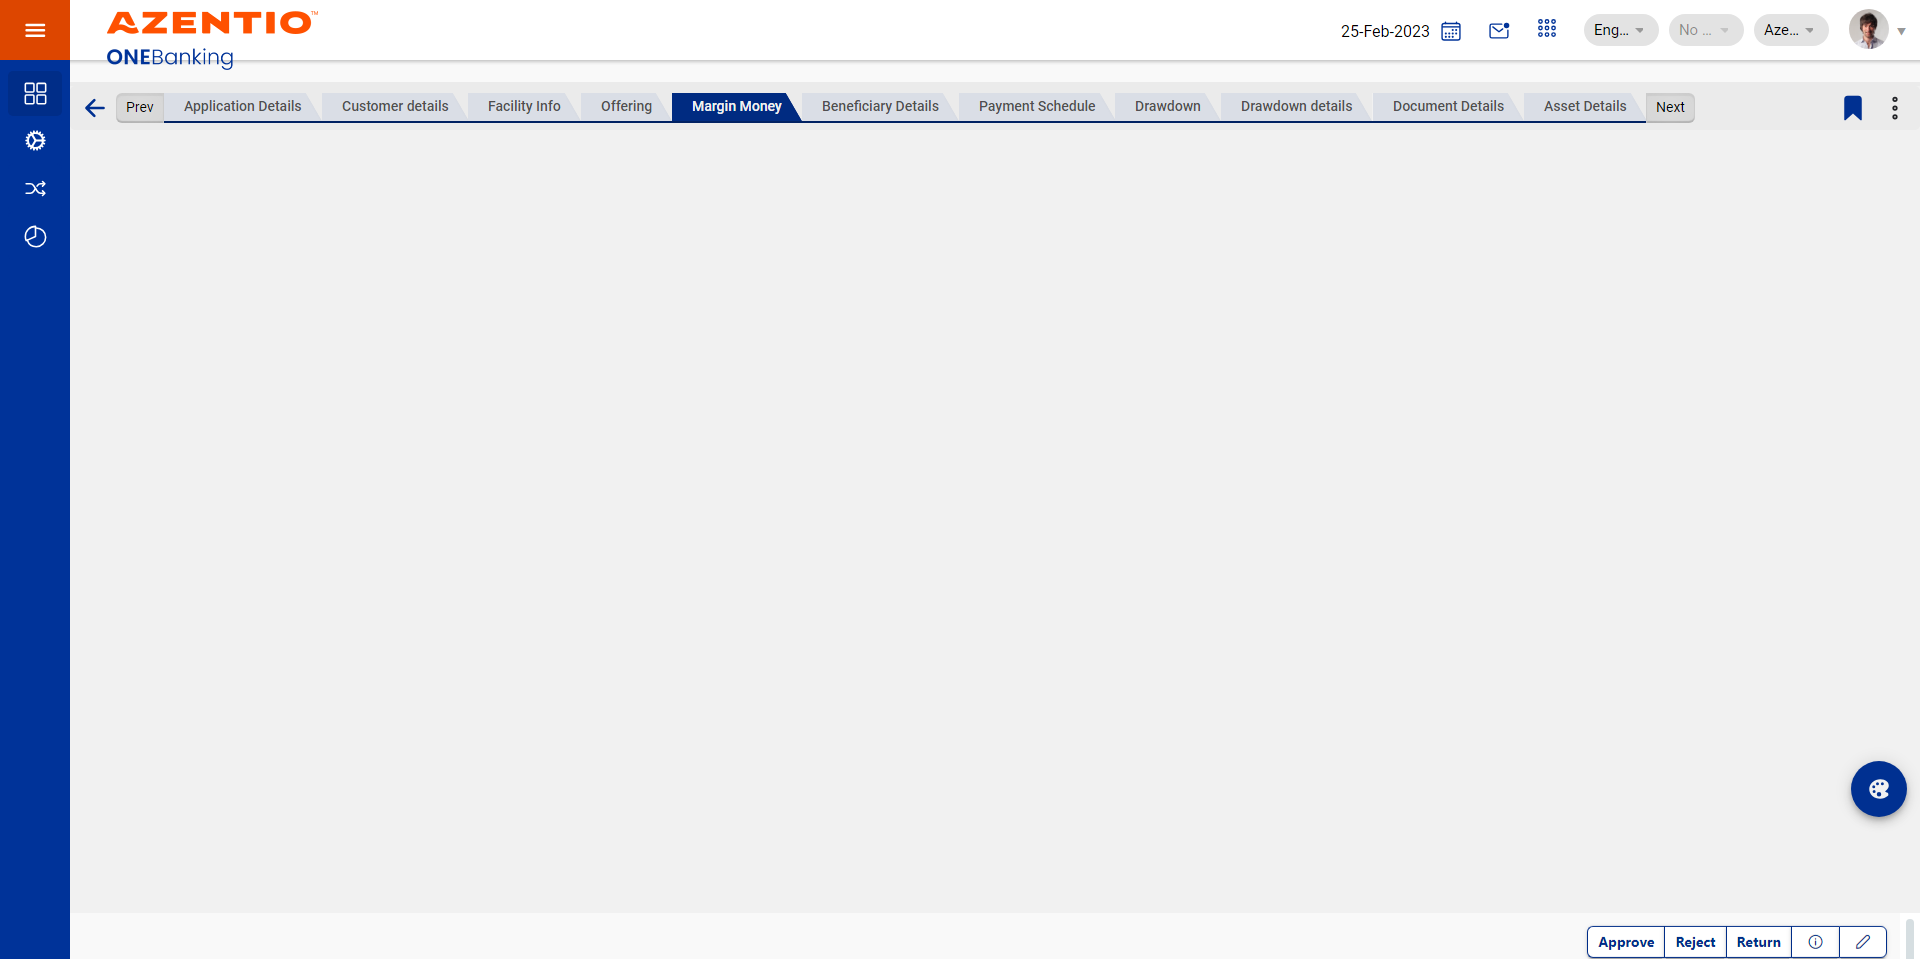 AZENTIO™
ONEBanking
25-Feb-2023
Eng...
No ...
Aze...
Prev
Application Details
Customer details
Facility Info
Offering
Margin Money
Beneficiary Details
Payment Schedule
Drawdown
Drawdown details
Document Details
Asset Details
Next
Approve
Reject
Return